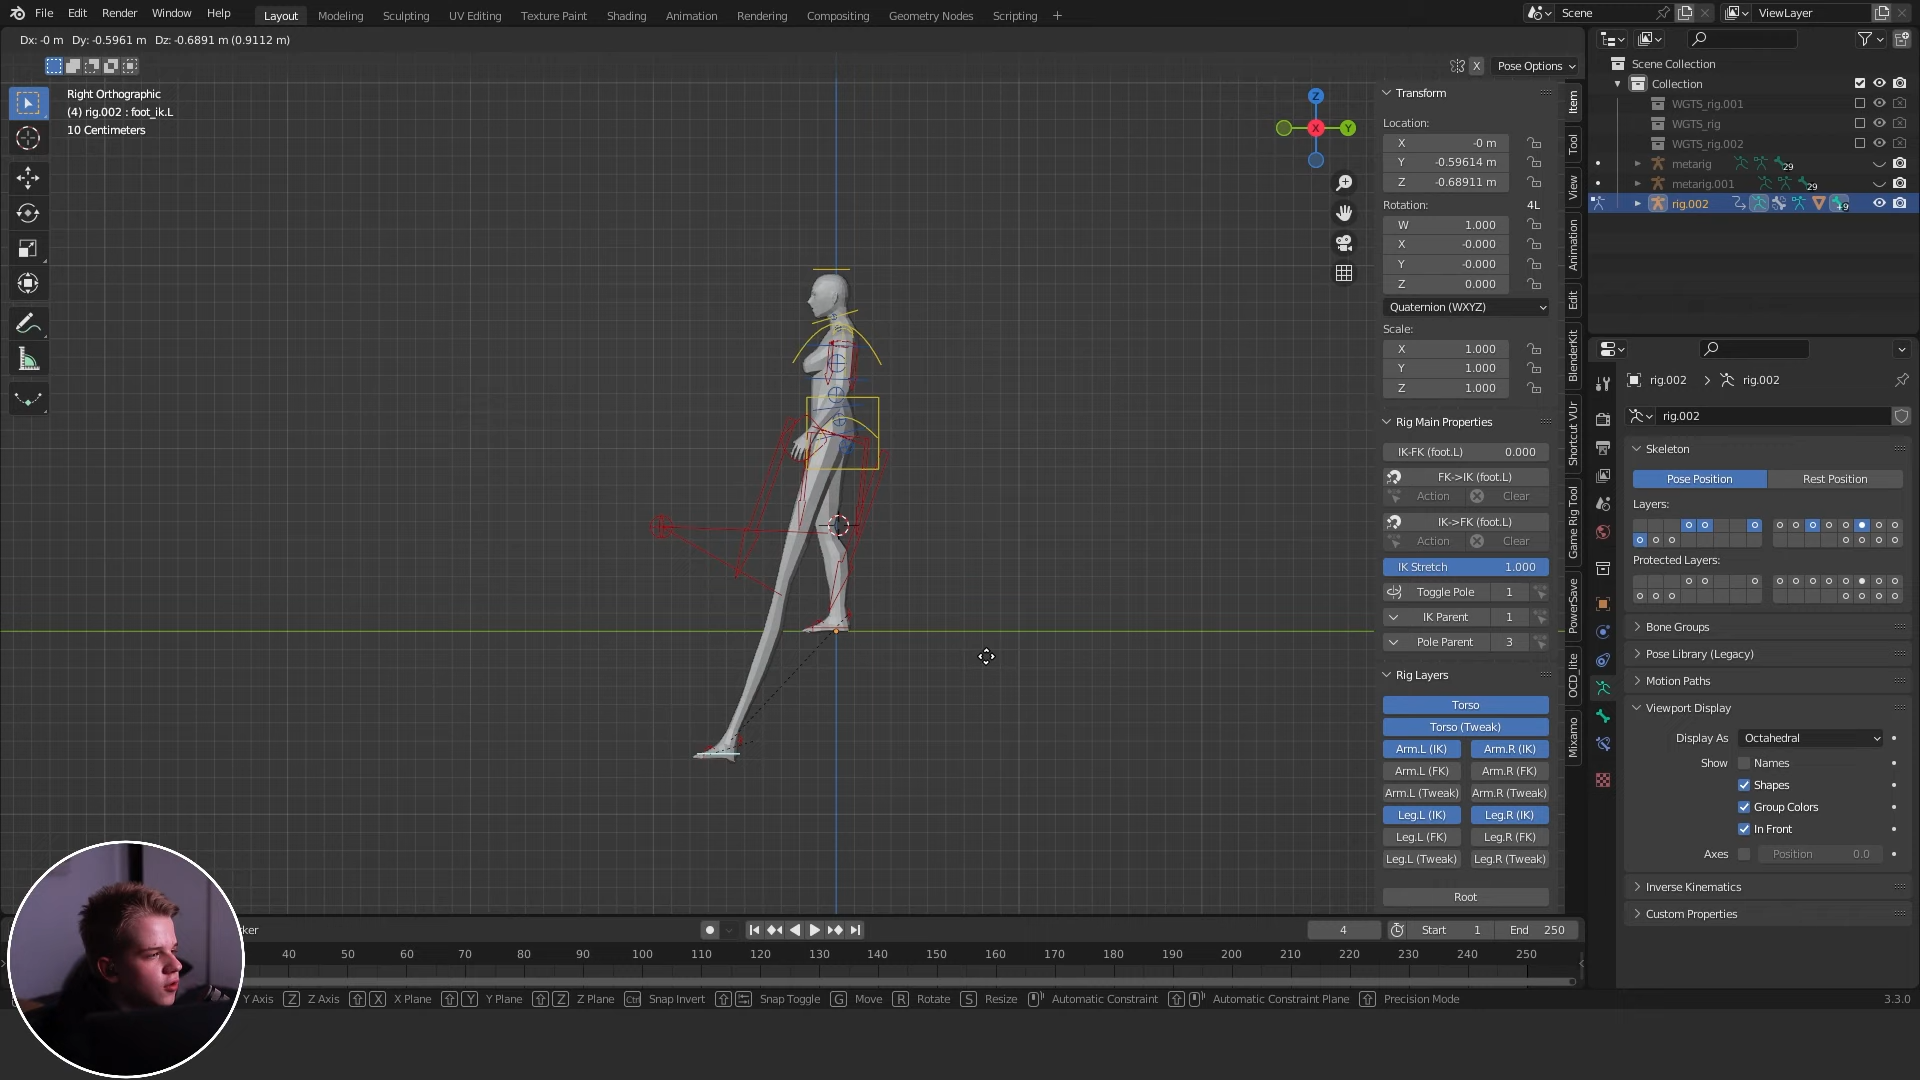 File Edit Render Window Help Layout Modeling Sculpting UV Editing Texture Paint Shading Animation Rendering Compositing Geometry Nodes Scripting Scene ViewLayer
Dx: -0 m Dy: -0.5961 m Dz: -0.6891 m (0.9112 m)
X Pose Options
Right Orthographic
(4) rig.002 : foot_ik.L
10 Centimeters
Z
X
Y
Transform
Location:
X -0 m
Y -0.59614 m
Z -0.68911 m
Rotation: 4L
W 1.000
X -0.000
Y -0.000
Z 0.000
Quaternion (WXYZ)
Scale:
X 1.000
Y 1.000
Z 1.000
Rig Main Properties
IK-FK (foot.L) 0.000
FK->IK (foot.L)
Action Clear
IK->FK (foot.L)
Action Clear
IK Stretch 1.000
Toggle Pole 1
IK Parent 1
Pole Parent 3
Rig Layers
Torso
Torso (Tweak)
Arm.L (IK) Arm.R (IK)
Arm.L (FK) Arm.R (FK)
Arm.L (Tweak) Arm.R (Tweak)
Leg.L (IK) Leg.R (IK)
Leg.L (FK) Leg.R (FK)
Leg.L (Tweak) Leg.R (Tweak)
Root
Item
Tool
View
Animation
Edit
BlenderKit
Shortcut VUr
Game Rig Tool
PowerSave
OCD_lite
Mixamo
Scene Collection
Collection
WGTS_rig.001
WGTS_rig
WGTS_rig.002
metarig 29
metarig.001 29
rig.002 +9
rig.002 rig.002
rig.002
Skeleton
Pose Position Rest Position
Layers:
Protected Layers:
Bone Groups
Pose Library (Legacy)
Motion Paths
Viewport Display
Display As Octahedral
Show Names
Shapes
Group Colors
In Front
Axes Position 0.0
Inverse Kinematics
Custom Properties
ker 4 Start 1 End 250
40 50 60 70 80 90 100 110 120 130 140 150 160 170 180 190 200 210 220 230 240 250
Y Axis Z Z Axis X X Plane Y Y Plane Z Z Plane Ctrl Snap Invert Snap Toggle G Move R Rotate S Resize Automatic Constraint Automatic Constraint Plane Precision Mode 3.3.0